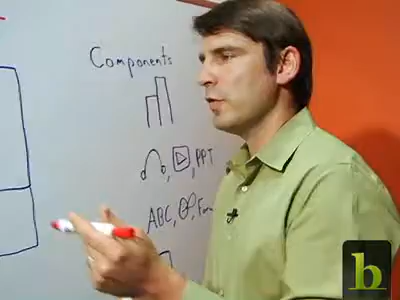 Components
, , PPT
ABC, ,
b